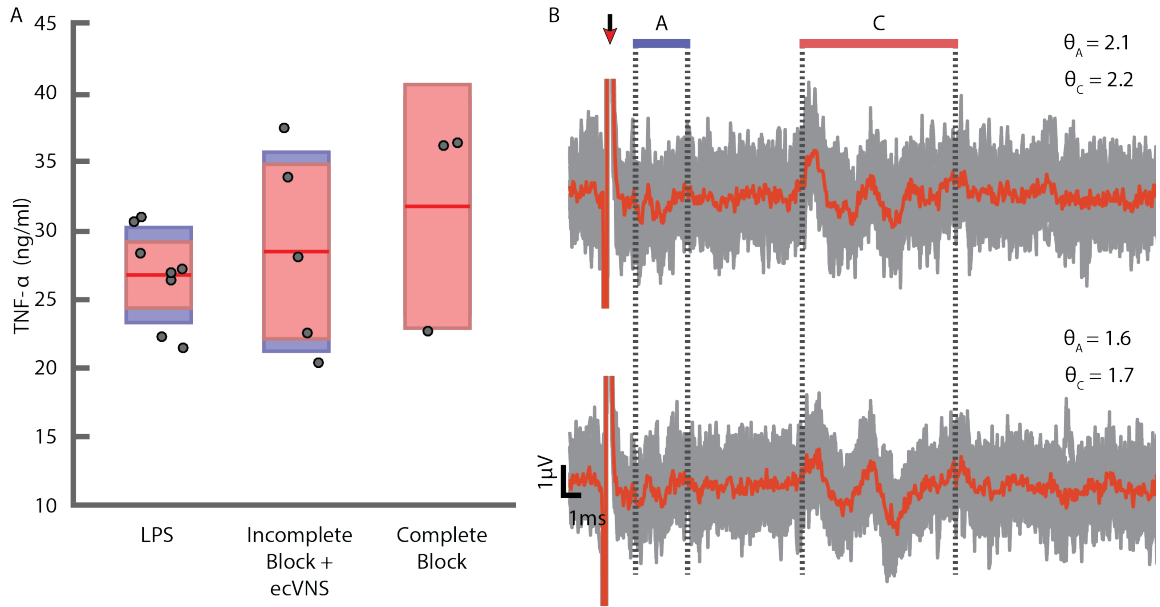 A
45
40
35
30
25
20
15
10
TNF-α (ng/ml)
LPS
Incomplete
Block +
ecVNS
Complete
Block
B
A
C
θA = 2.1
θC = 2.2
θA = 1.6
θC = 1.7
1µV
1ms